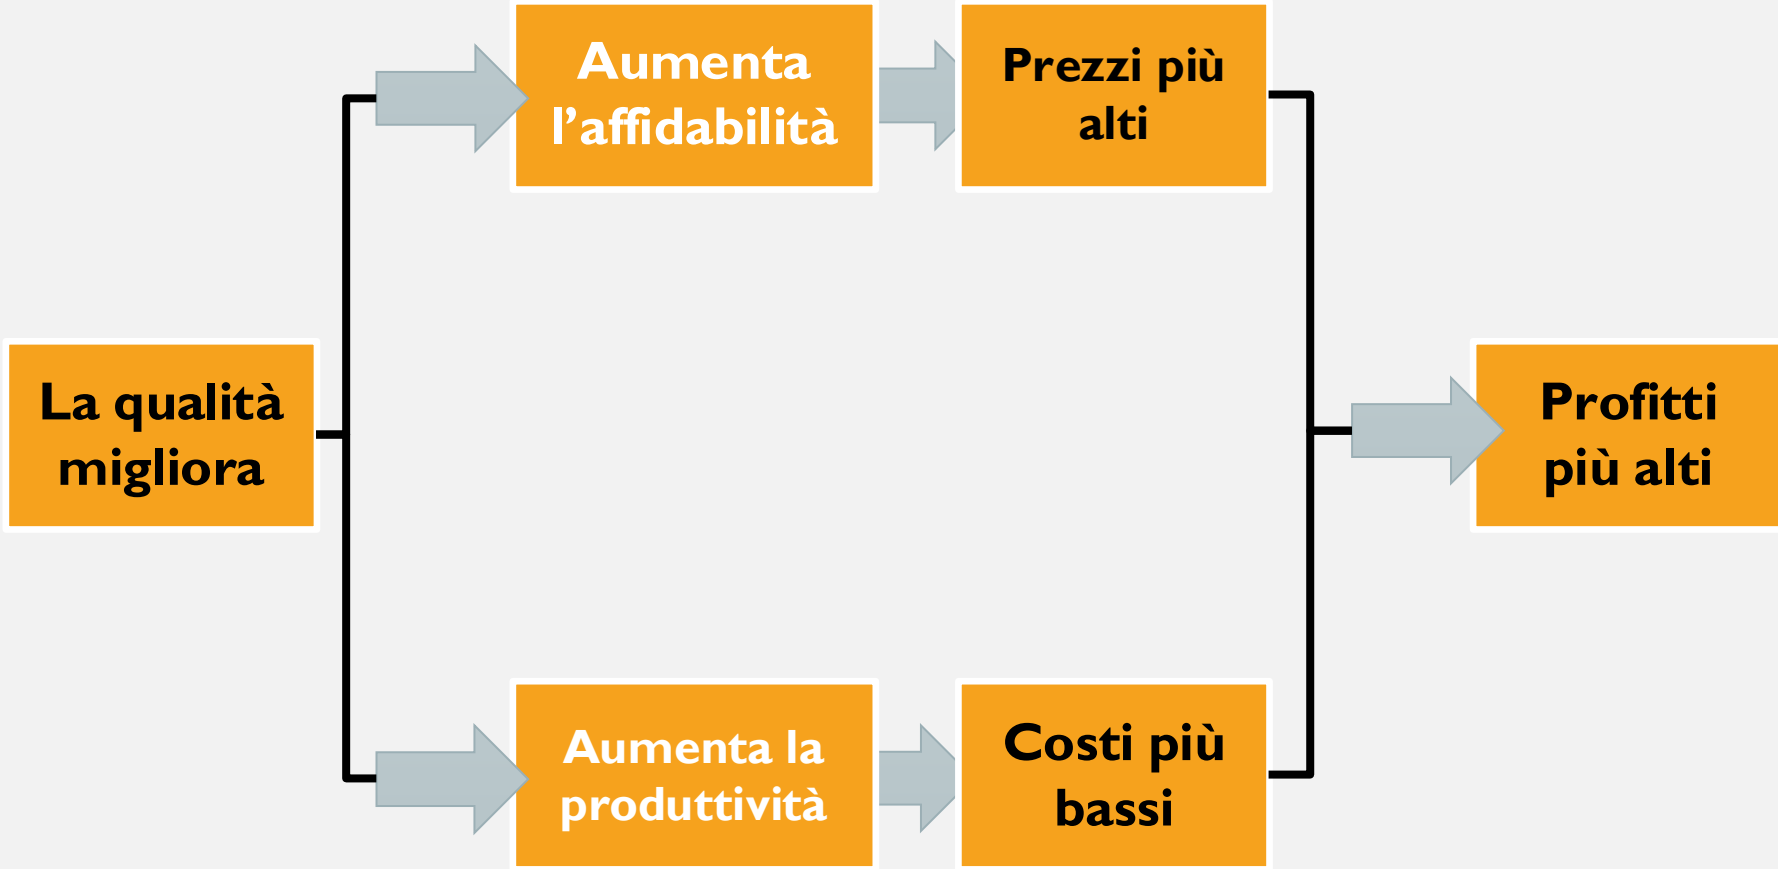 Aumenta
l’affidabilità
Prezzi più
alti
La qualità
migliora
Profitti
più alti
Aumenta la
produttività
Costi più
bassi